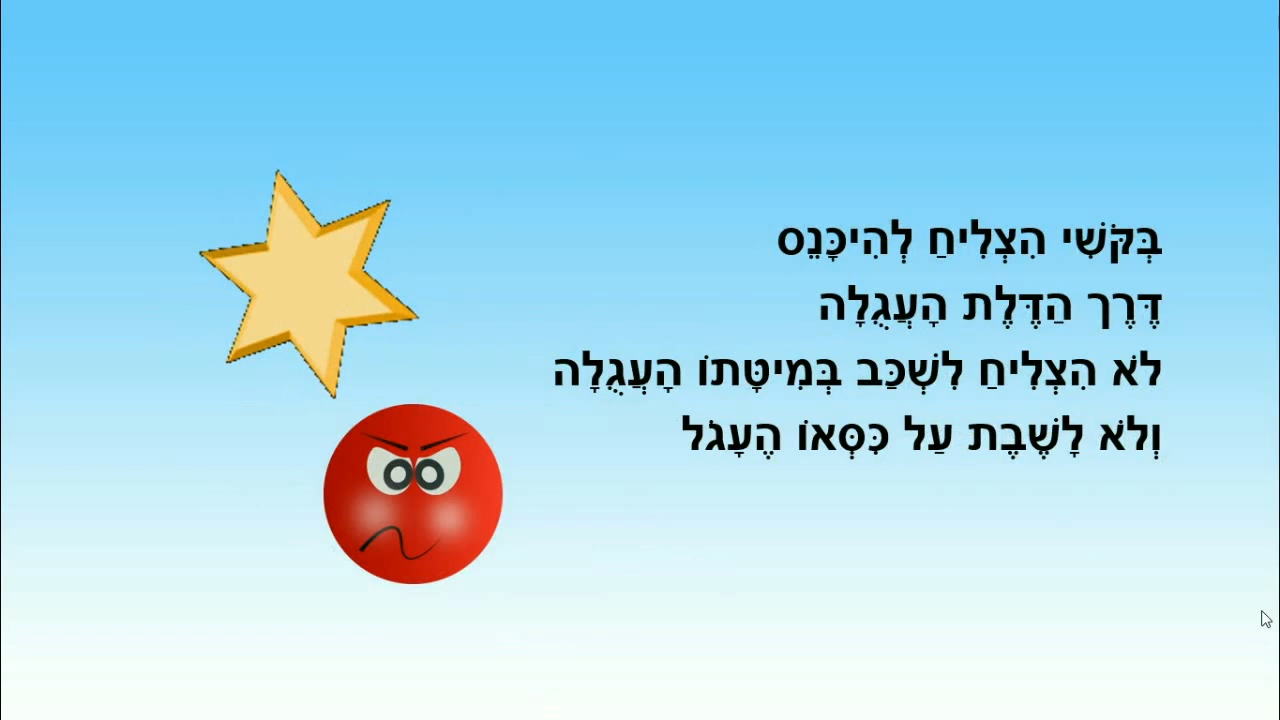 בְּקֹּשִׁי הִצְלִיחַ לְהִיכָּנֵס
דֶּרֶך הַדֶּלֶת הָעֲגֻלָה
לֹא הִצְלִיחַ לִשְׁכַּב בְּמִיטָּתוֹ הָעֲגֻלָה
וְלֹא לָשֶׁבֶת עַל כִּסְּאוֹ הֶעָגֹל